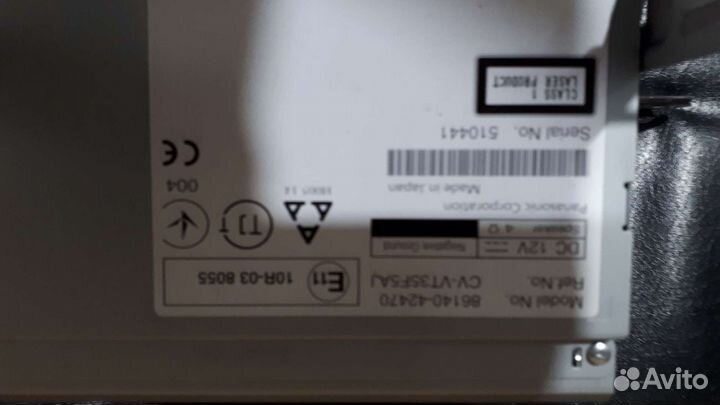 Model No. 86140-42470
Ref.No. CV-VT35F5AJ
E11 10R-03 8055
DC 12V Negative Ground
Speaker 4 Ω
Panasonic Corporation
Made in Japan
TJ
004
CE
Serial No. 510441
CLASS 1
LASER PRODUCT
Avito